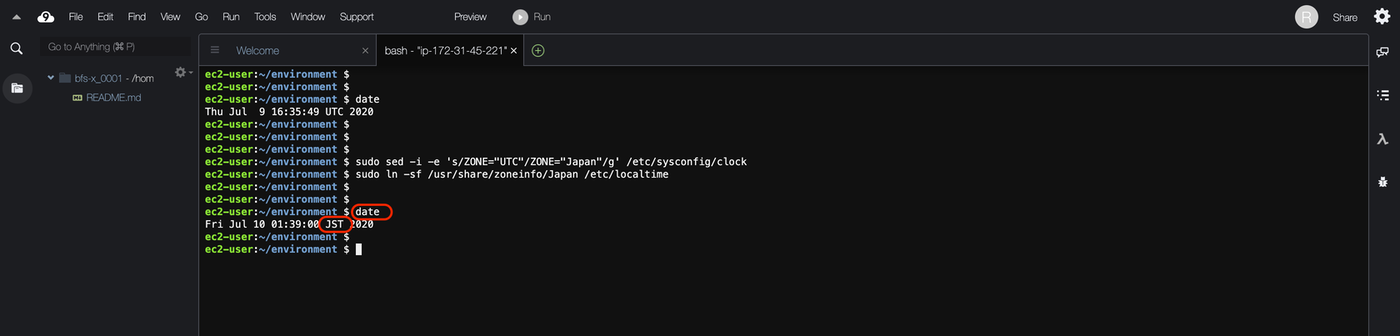 File Edit Find View Go Run Tools Window Support Preview Run R Share
Go to Anything (⌘ P)
Welcome × bash - "ip-172-31-45-221" ×
bfs-x_0001 - /hom
README.md
ec2-user:~/environment $
ec2-user:~/environment $
ec2-user:~/environment $ date
Thu Jul  9 16:35:49 UTC 2020
ec2-user:~/environment $
ec2-user:~/environment $
ec2-user:~/environment $
ec2-user:~/environment $ sudo sed -i -e 's/ZONE="UTC"/ZONE="Japan"/g' /etc/sysconfig/clock
ec2-user:~/environment $ sudo ln -sf /usr/share/zoneinfo/Japan /etc/localtime
ec2-user:~/environment $
ec2-user:~/environment $
ec2-user:~/environment $ date
Fri Jul 10 01:39:00 JST 2020
ec2-user:~/environment $
ec2-user:~/environment $